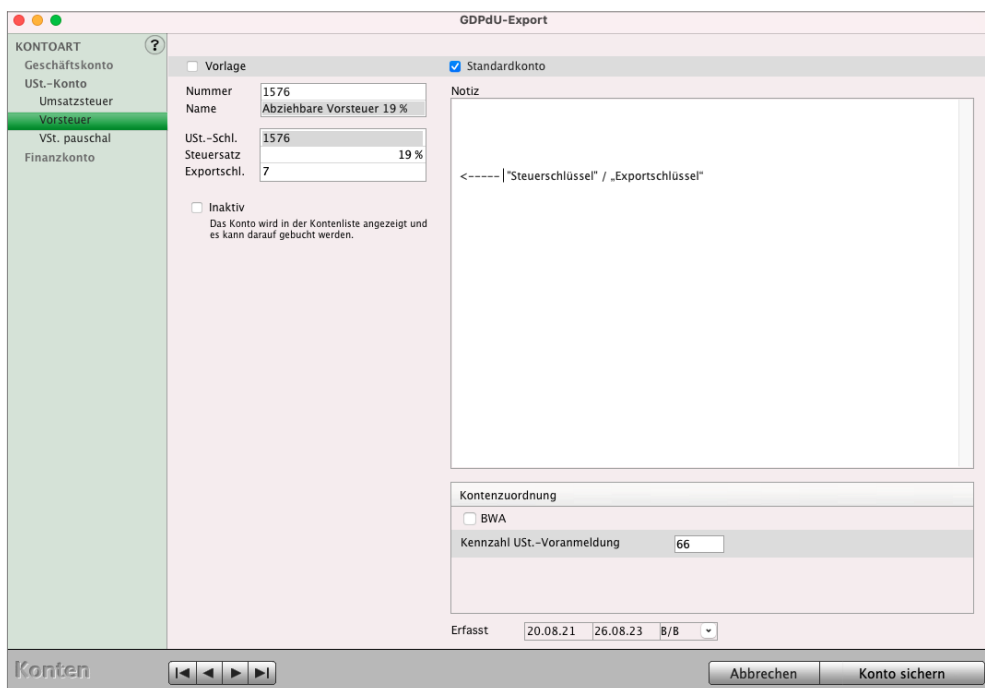 GDPdU-Export
KONTOART
?
Geschäftskonto
USt.-Konto
Umsatzsteuer
Vorsteuer
VSt. pauschal
Finanzkonto
Vorlage
Standardkonto
Nummer 1576
Name Abziehbare Vorsteuer 19 %
USt.-Schl. 1576
Steuersatz 19 %
Exportschl. 7
Inaktiv
Das Konto wird in der Kontenliste angezeigt und
es kann darauf gebucht werden.
Notiz
<----- "Steuerschlüssel" / „Exportschlüssel"
Kontenzuordnung
BWA
Kennzahl USt.-Voranmeldung 66
Erfasst 20.08.21 26.08.23 B/B
Konten
Abbrechen
Konto sichern